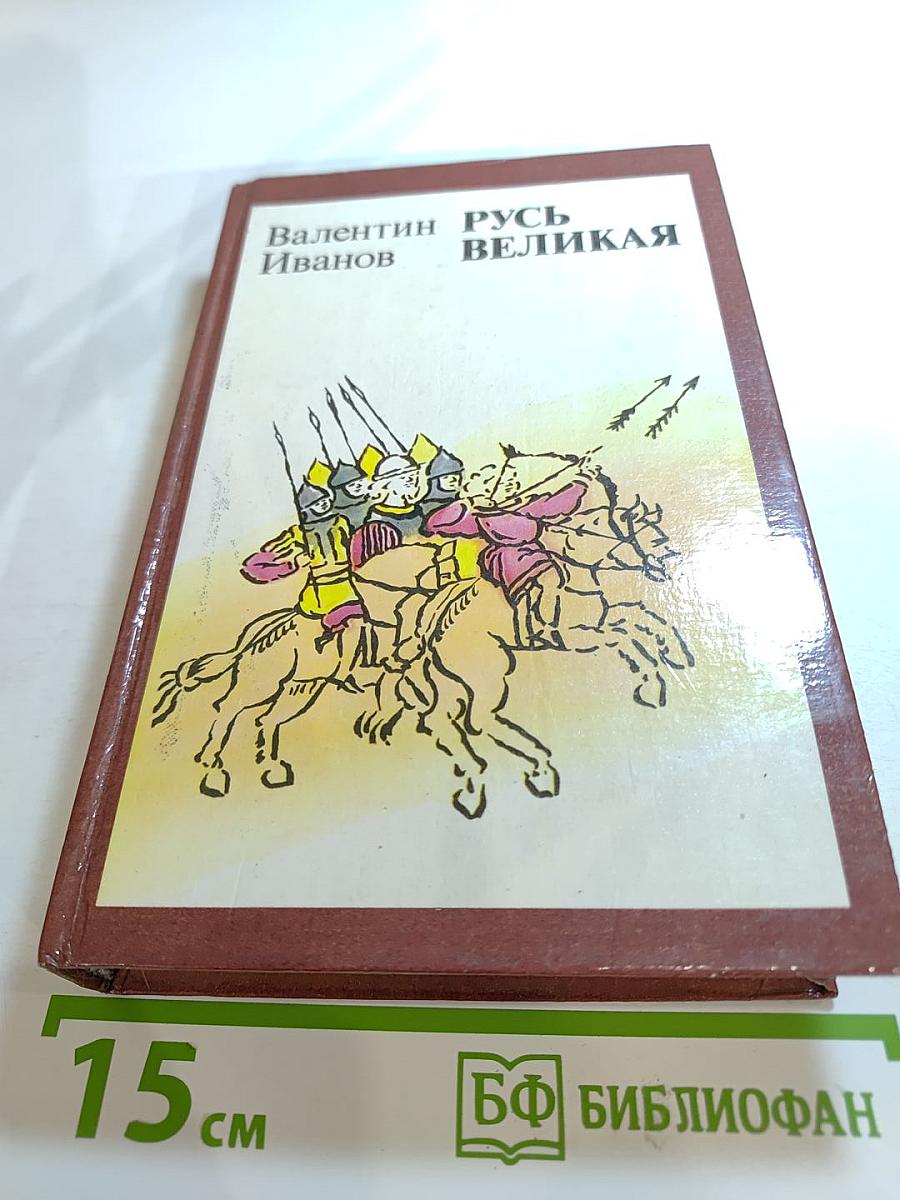 Валентин
Иванов
РУСЬ
ВЕЛИКАЯ
15 см
БФ БИБЛИОФАН